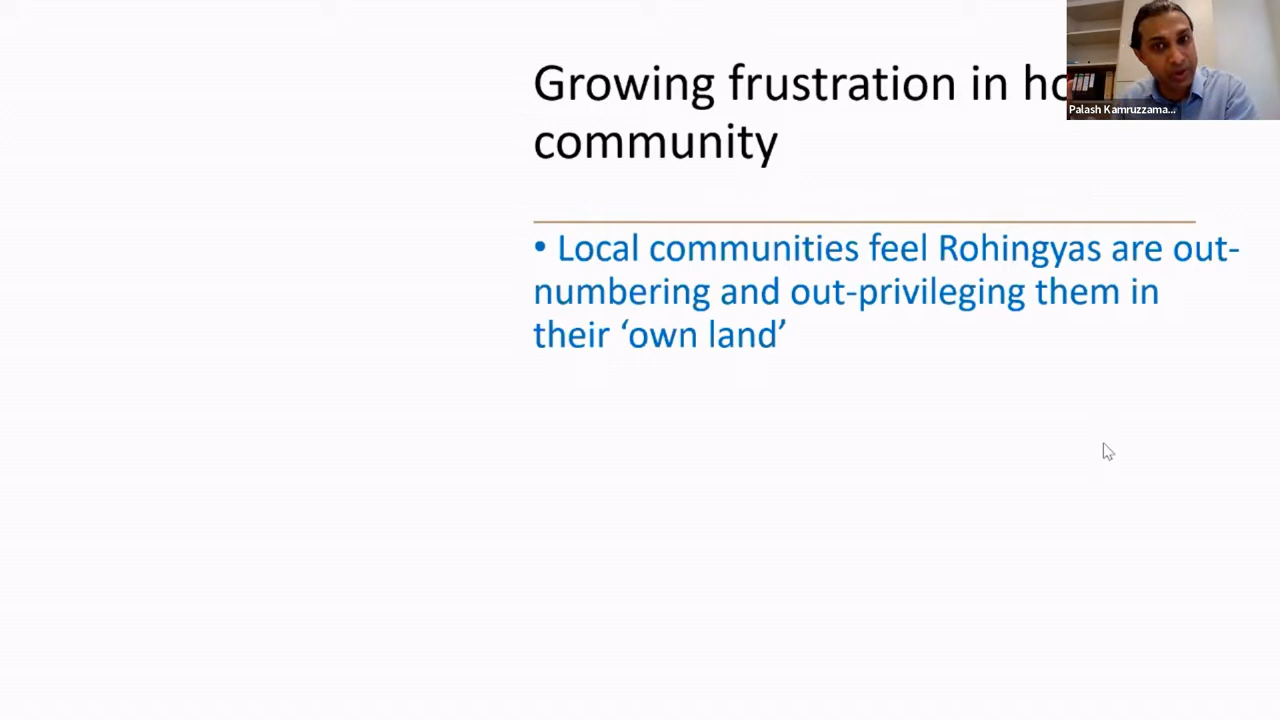 Growing frustration in
community
• Local communities feel Rohingyas are out-
numbering and out-privileging them in
their ‘own land’
Palash Kamruzzama...